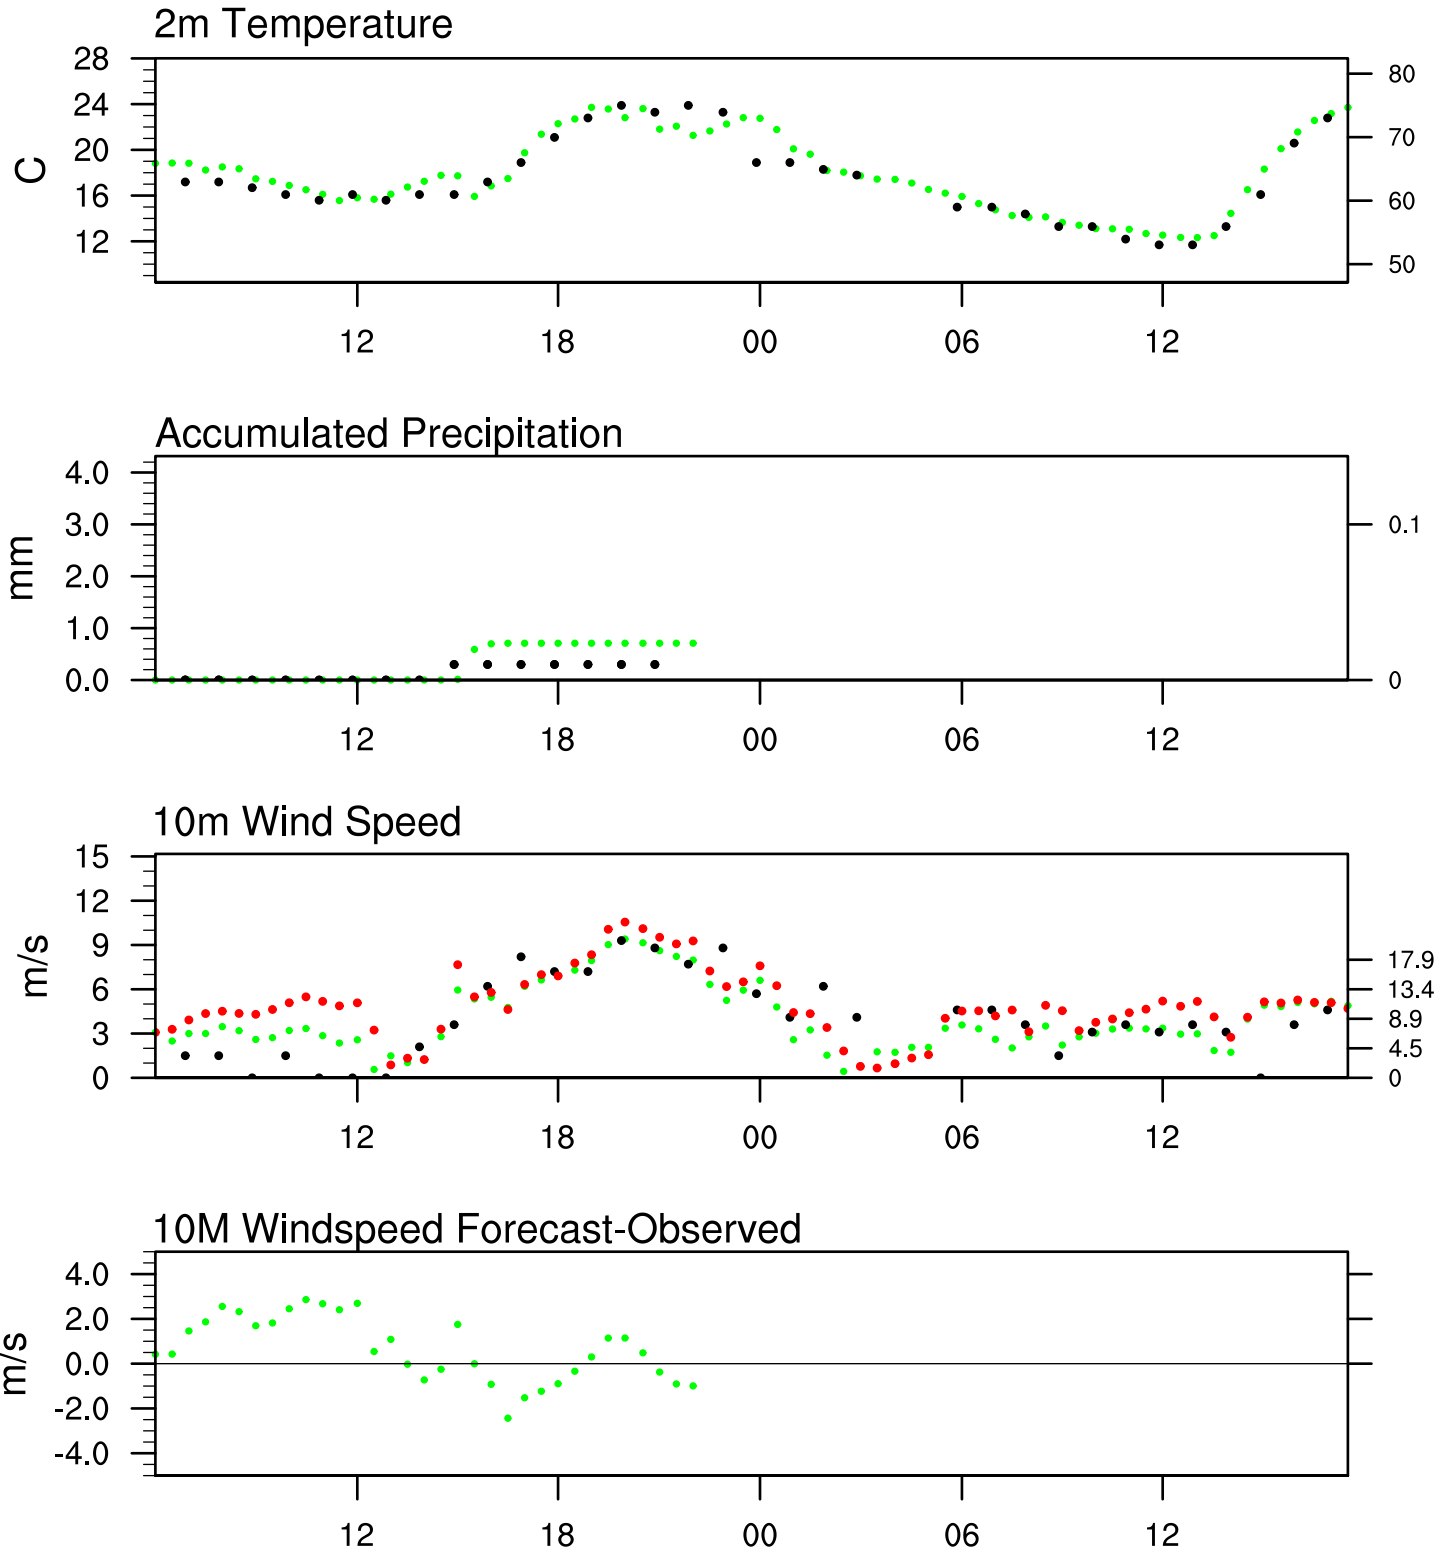 2m Temperature
28
24
20
16
12
C
80
70
60
50
12 18 00 06 12
Accumulated Precipitation
4.0
3.0
2.0
1.0
0.0
mm
0.1
0
12 18 00 06 12
10m Wind Speed
15
12
9
6
3
0
m/s
17.9
13.4
8.9
4.5
0
12 18 00 06 12
10M Windspeed Forecast-Observed
4.0
2.0
0.0
-2.0
-4.0
m/s
12 18 00 06 12